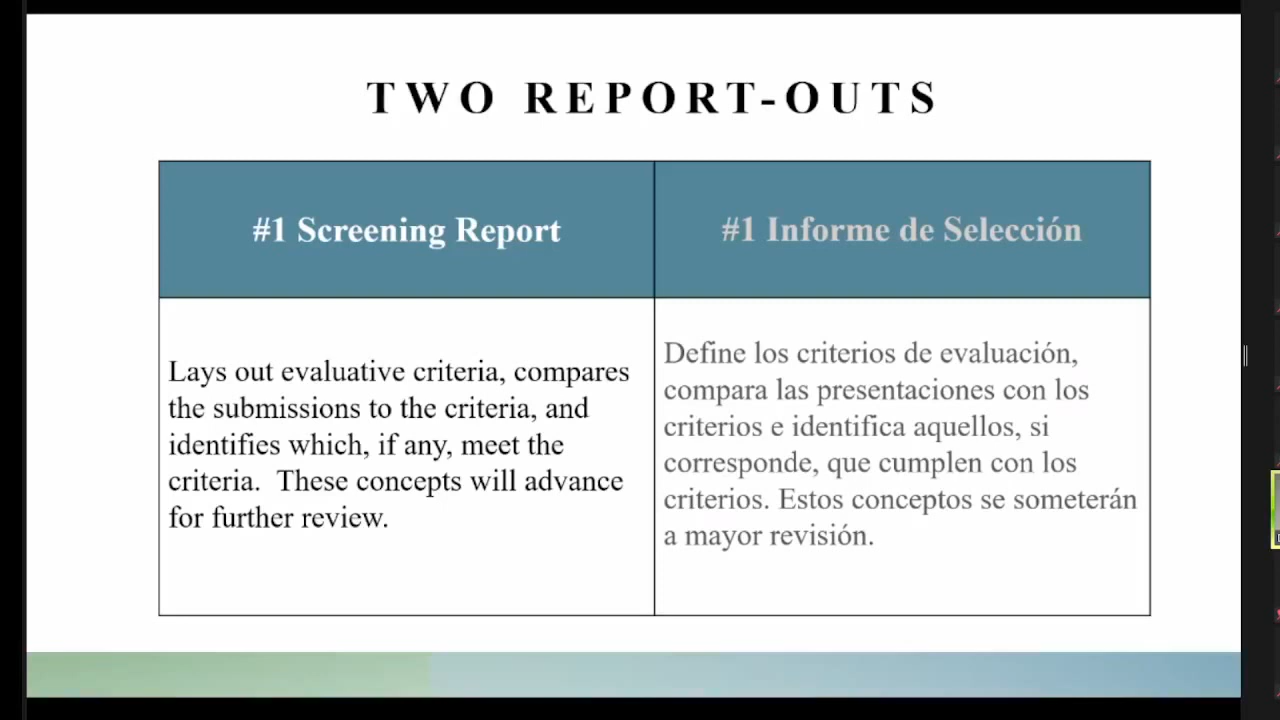 TWO REPORT-OUTS
#1 Screening Report
Lays out evaluative criteria, compares
the submissions to the criteria, and
identifies which, if any, meet the
criteria.  These concepts will advance
for further review.
#1 Informe de Selección
Define los criterios de evaluación,
compara las presentaciones con los
criterios e identifica aquellos, si
corresponde, que cumplen con los
criterios. Estos conceptos se someterán
a mayor revisión.